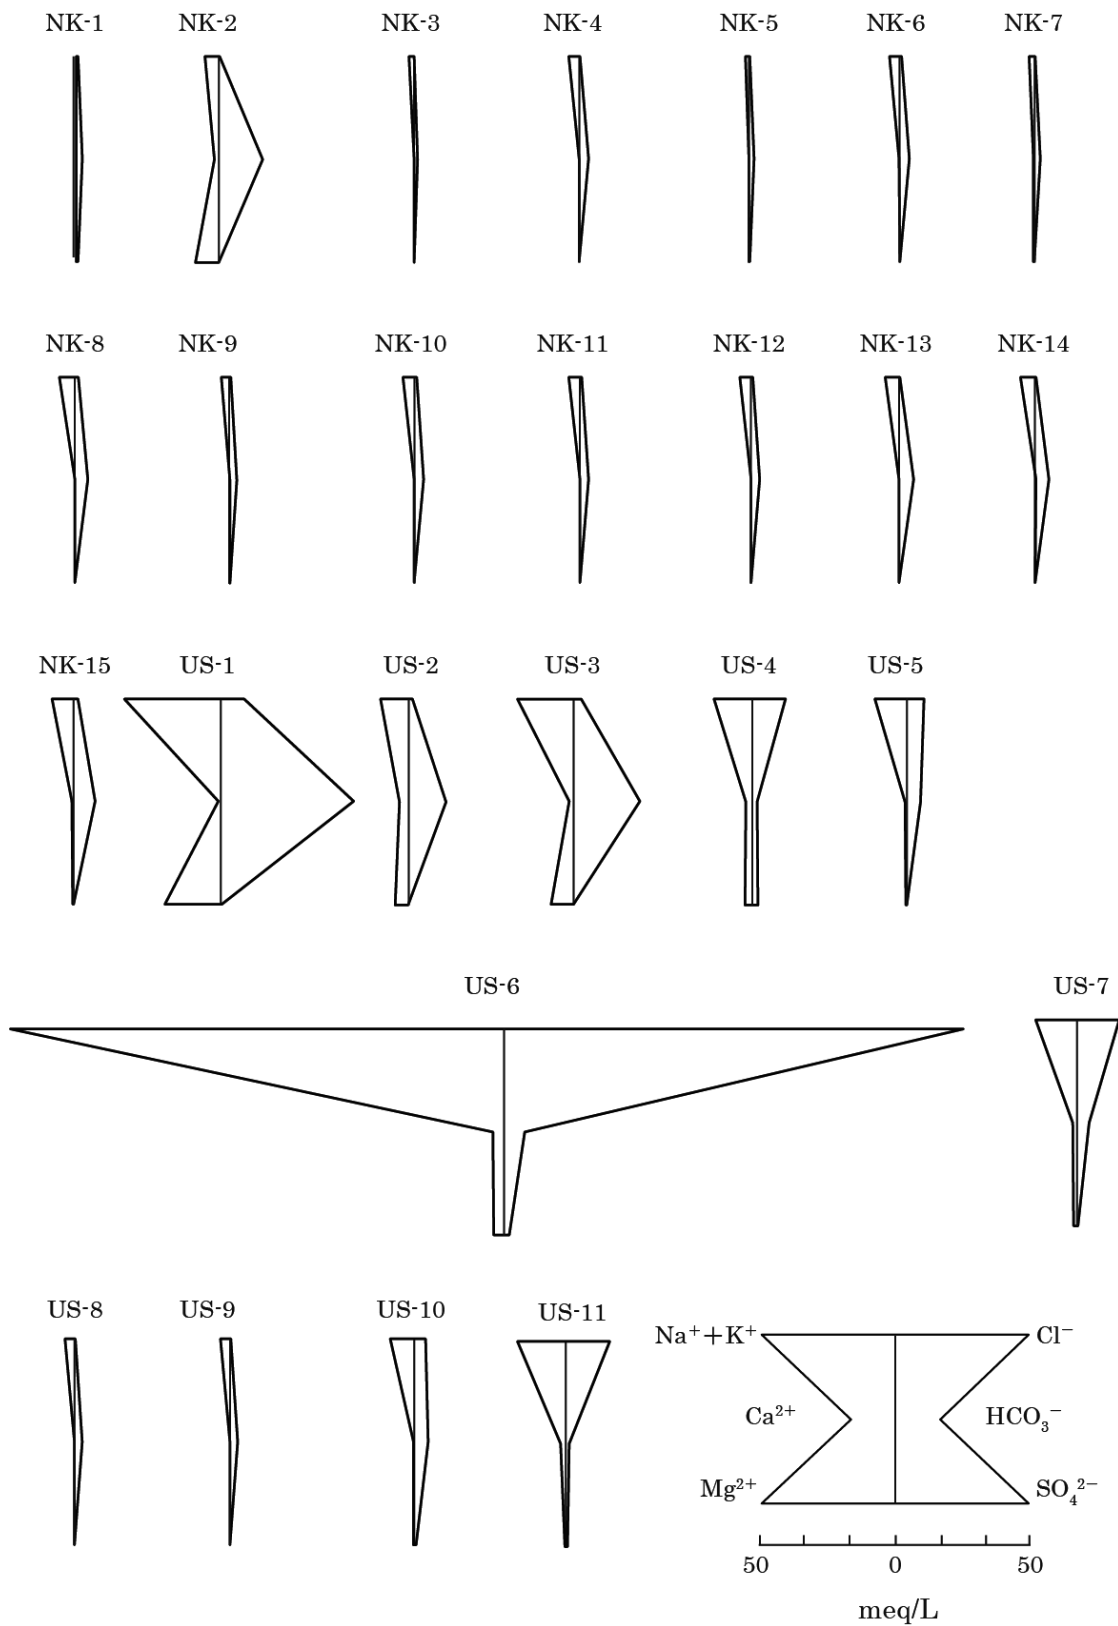 NK-1 NK-2 NK-3 NK-4 NK-5 NK-6 NK-7
NK-8 NK-9 NK-10 NK-11 NK-12 NK-13 NK-14
NK-15 US-1 US-2 US-3 US-4 US-5
US-6 US-7
US-8 US-9 US-10 US-11
Na⁺+K⁺ Cl⁻
Ca²⁺ HCO₃⁻
Mg²⁺ SO₄²⁻
50 0 50
meq/L